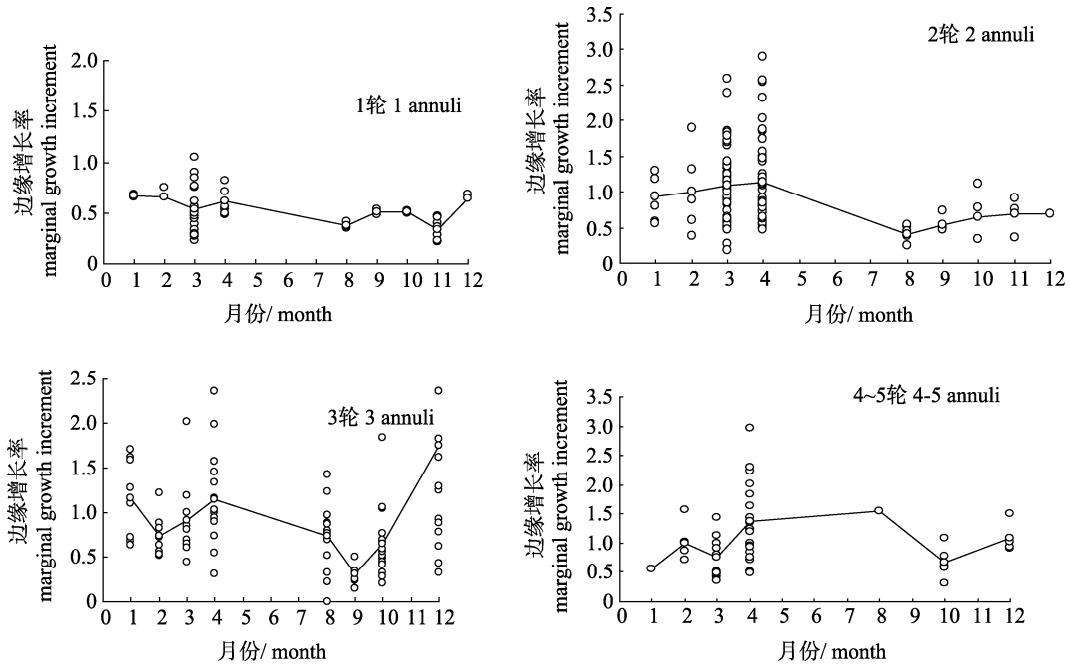 2.0
1.5
1.0
0.5
0
边缘增长率
marginal growth increment
1轮 1 annuli
0 1 2 3 4 5 6 7 8 9 10 11 12
月份/ month
3.5
3.0
2.5
2.0
1.5
1.0
0.5
0
边缘增长率
marginal growth increment
2轮 2 annuli
0 1 2 3 4 5 6 7 8 9 10 11 12
月份/ month
2.5
2.0
1.5
1.0
0.5
0
边缘增长率
marginal growth increment
3轮 3 annuli
0 1 2 3 4 5 6 7 8 9 10 11 12
月份/ month
3.5
3.0
2.5
2.0
1.5
1.0
0.5
0
边缘增长率
marginal growth increment
4~5轮 4-5 annuli
0 1 2 3 4 5 6 7 8 9 10 11 12
月份/ month